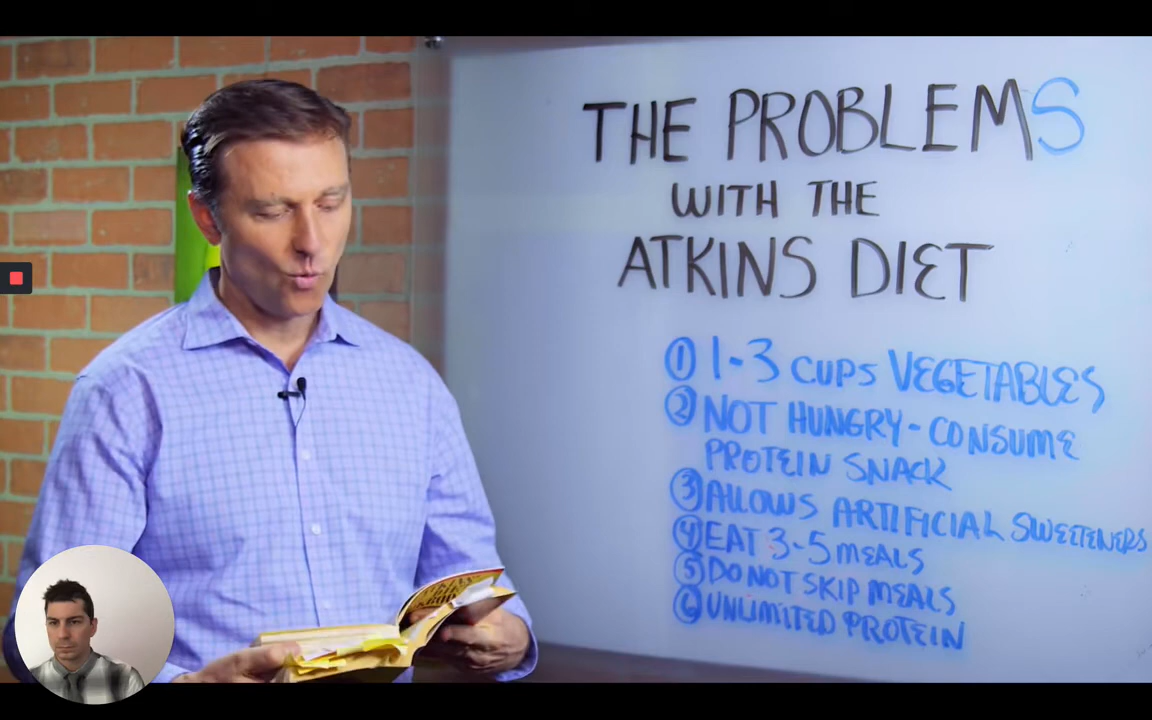 THE PROBLEMS
WITH THE
ATKINS DIET
① 1-3 CUPS VEGETABLES
② NOT HUNGRY - CONSUME
PROTEIN SNACK
③ ALLOWS ARTIFICIAL SWEETENERS
④ EAT 3-5 MEALS
⑤ DO NOT SKIP MEALS
⑥ UNLIMITED PROTEIN